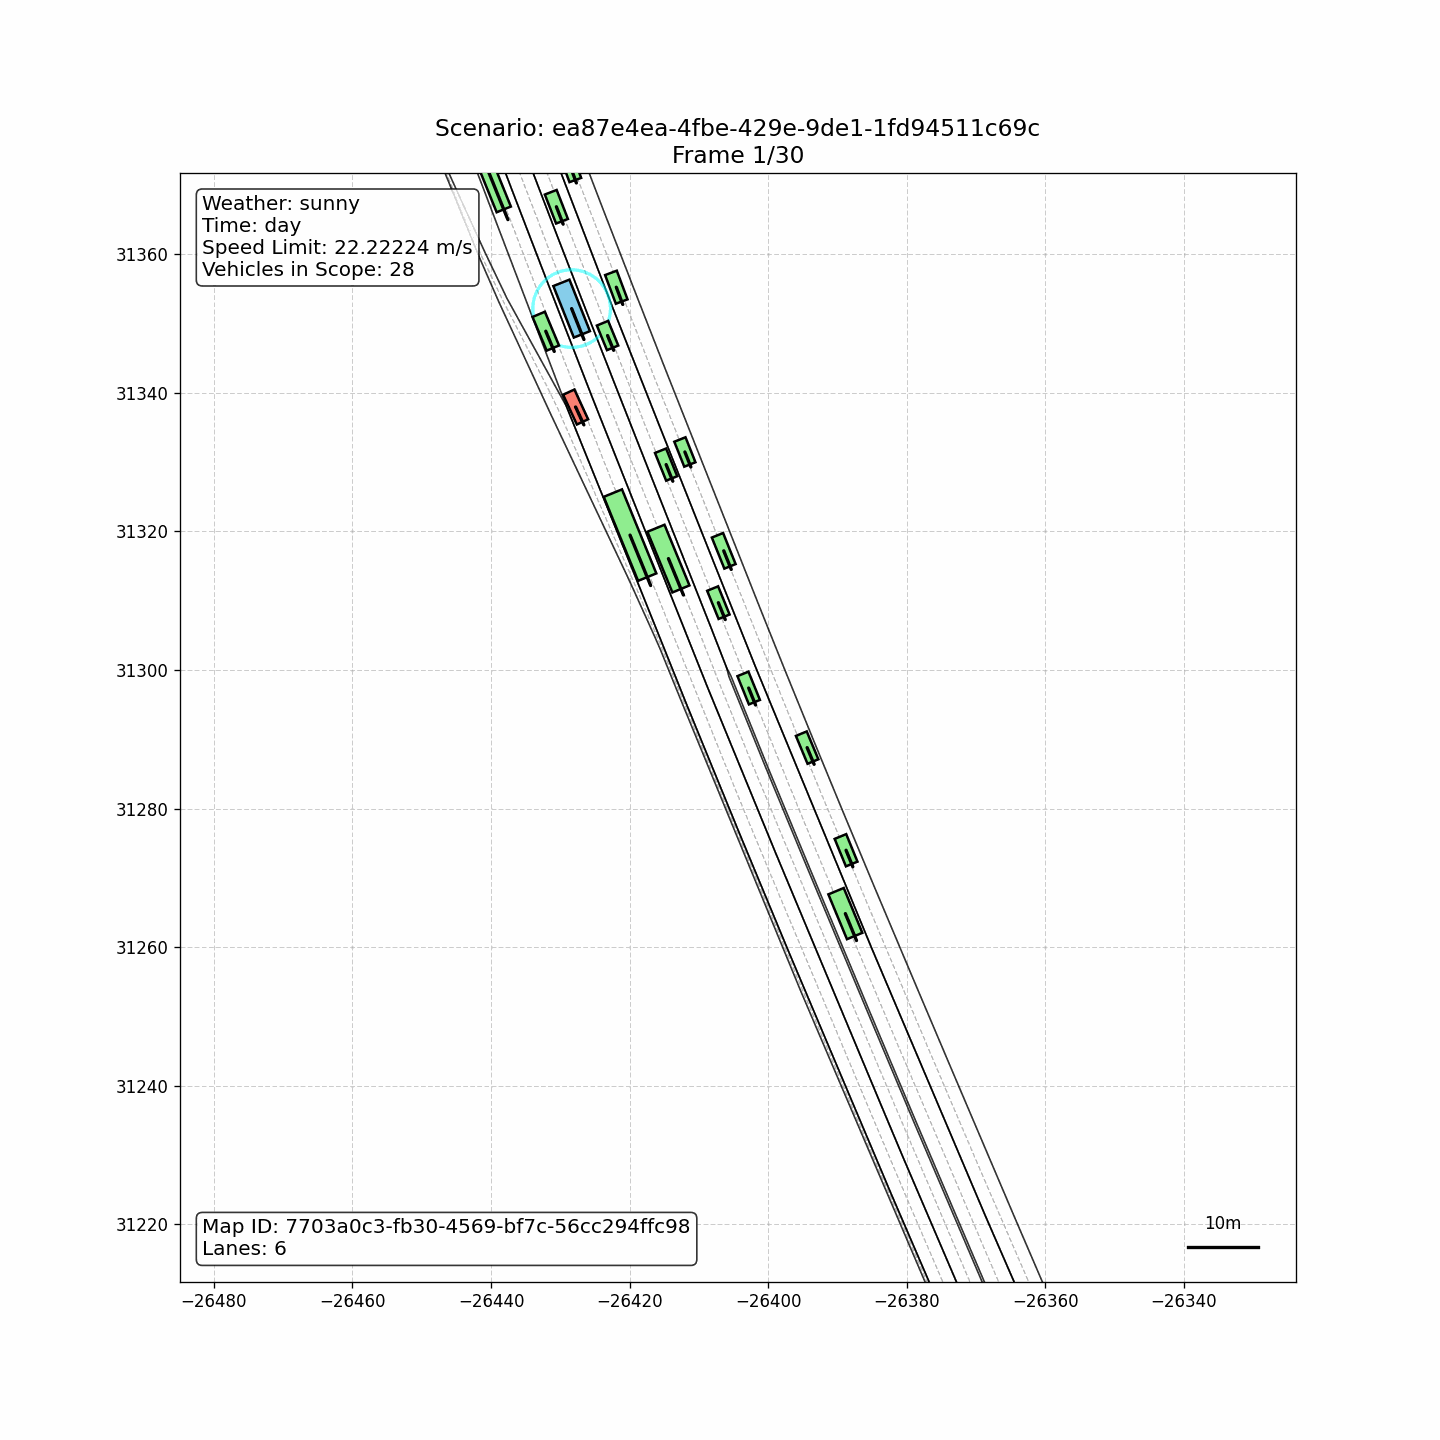 Scenario: ea87e4ea-4fbe-429e-9de1-1fd94511c69c
Frame 1/30
Weather: sunny
Time: day
Speed Limit: 22.22224 m/s
Vehicles in Scope: 28
31360
31340
31320
31300
31280
31260
31240
31220
Map ID: 7703a0c3-fb30-4569-bf7c-56cc294ffc98
Lanes: 6
10m
−26480 −26460 −26440 −26420 −26400 −26380 −26360 −26340